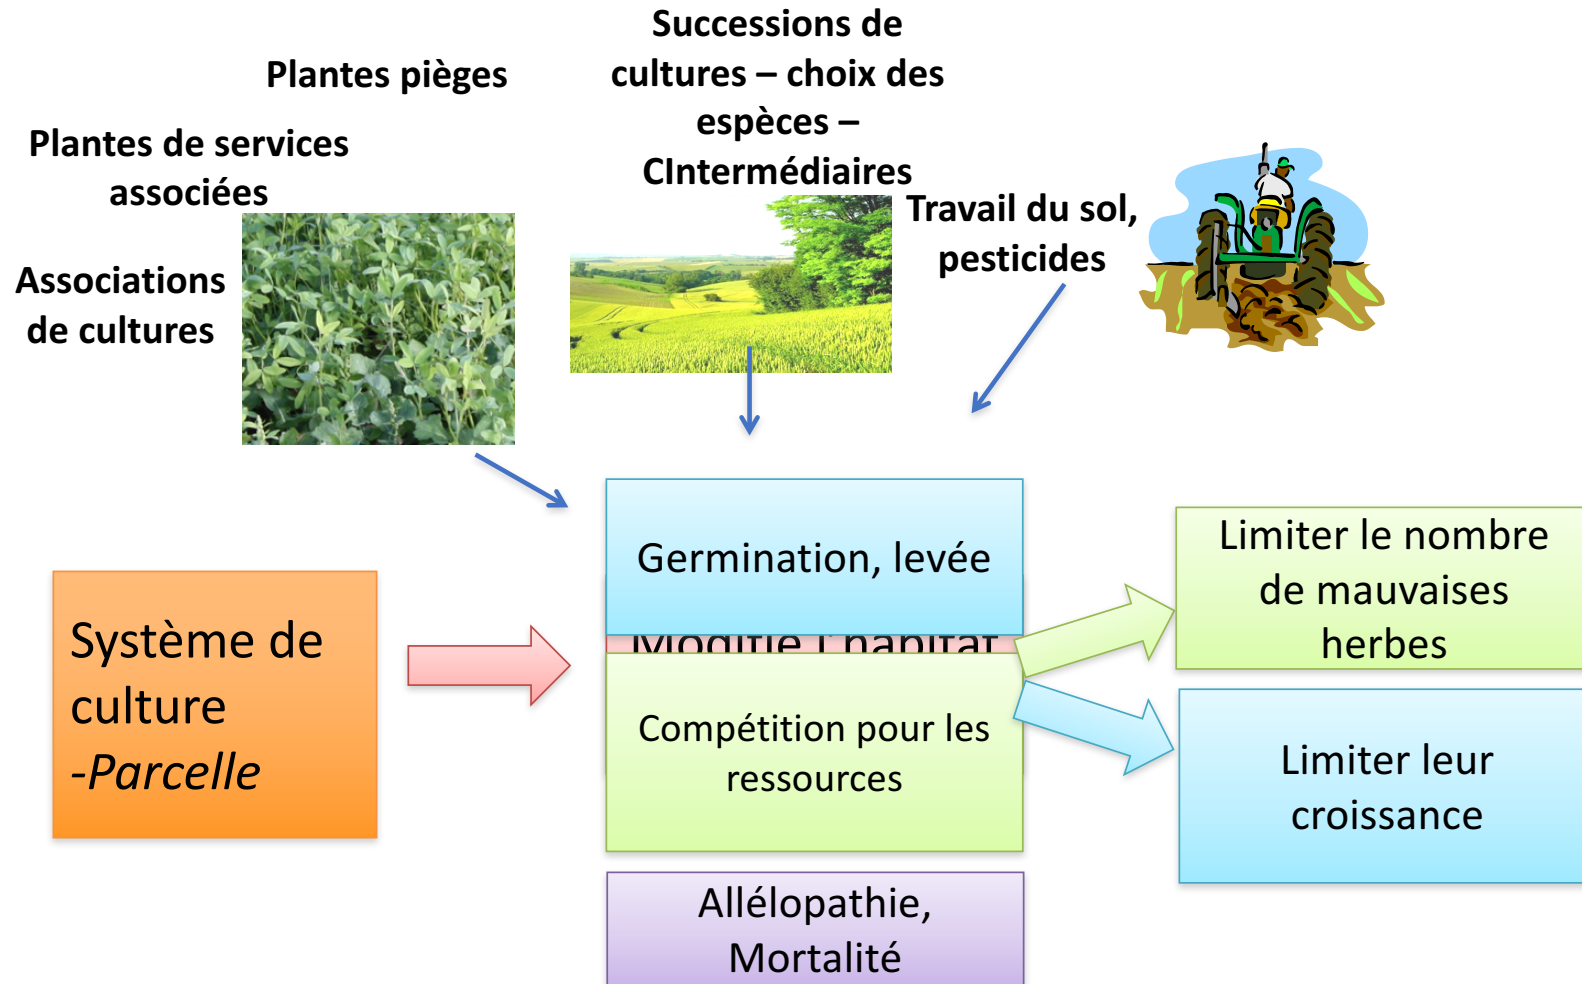 Successions de
cultures – choix des
espèces –
CIntermédiaires
Plantes pièges
Plantes de services
associées
Associations
de cultures
Travail du sol,
pesticides
Système de
culture
-Parcelle
Germination, levée
Modifie l'habitat
Compétition pour les
ressources
Allélopathie,
Mortalité
Limiter le nombre
de mauvaises
herbes
Limiter leur
croissance